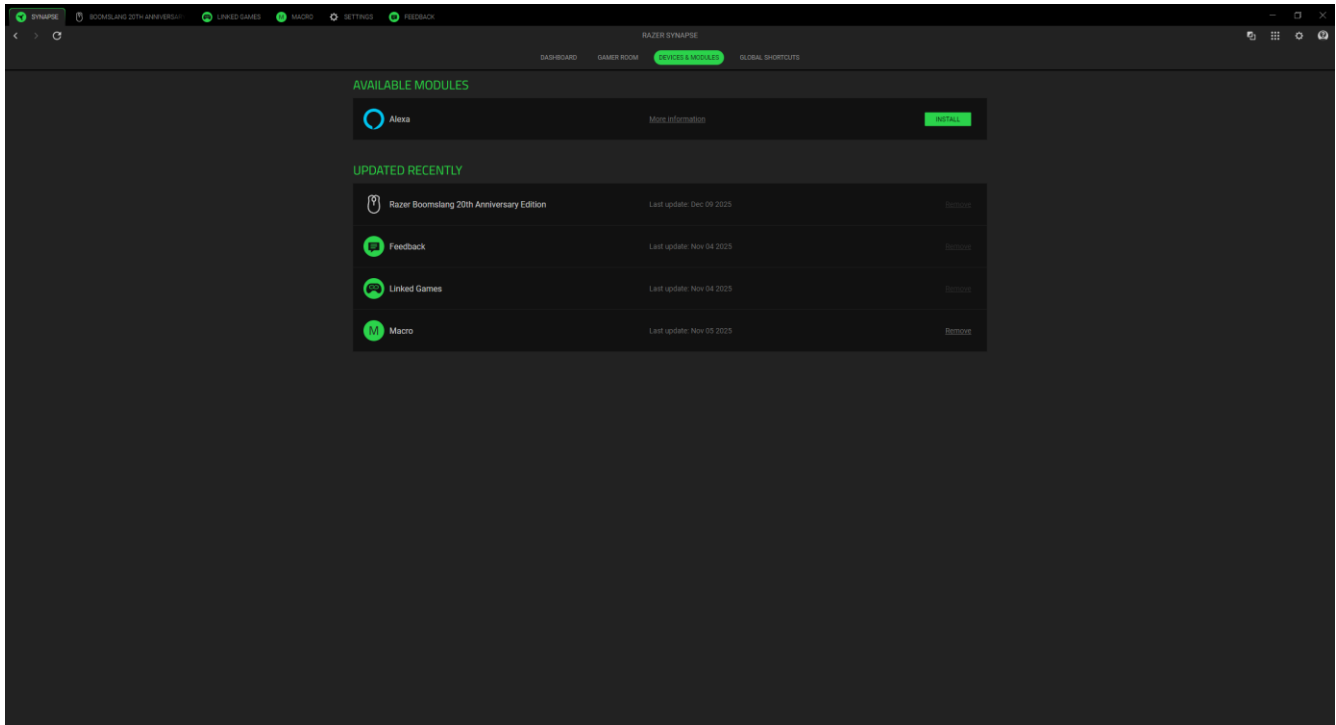 SYNAPSE BOOMSLANG 20TH ANNIVERSAR LINKED GAMES MACRO SETTINGS FEEDBACK
RAZER SYNAPSE
DASHBOARD GAMER ROOM DEVICES & MODULES GLOBAL SHORTCUTS
AVAILABLE MODULES
Alexa More information INSTALL
UPDATED RECENTLY
Razer Boomslang 20th Anniversary Edition Last update: Dec 09 2025 Remove
Feedback Last update: Nov 04 2025 Remove
Linked Games Last update: Nov 04 2025 Remove
M Macro Last update: Nov 05 2025 Remove